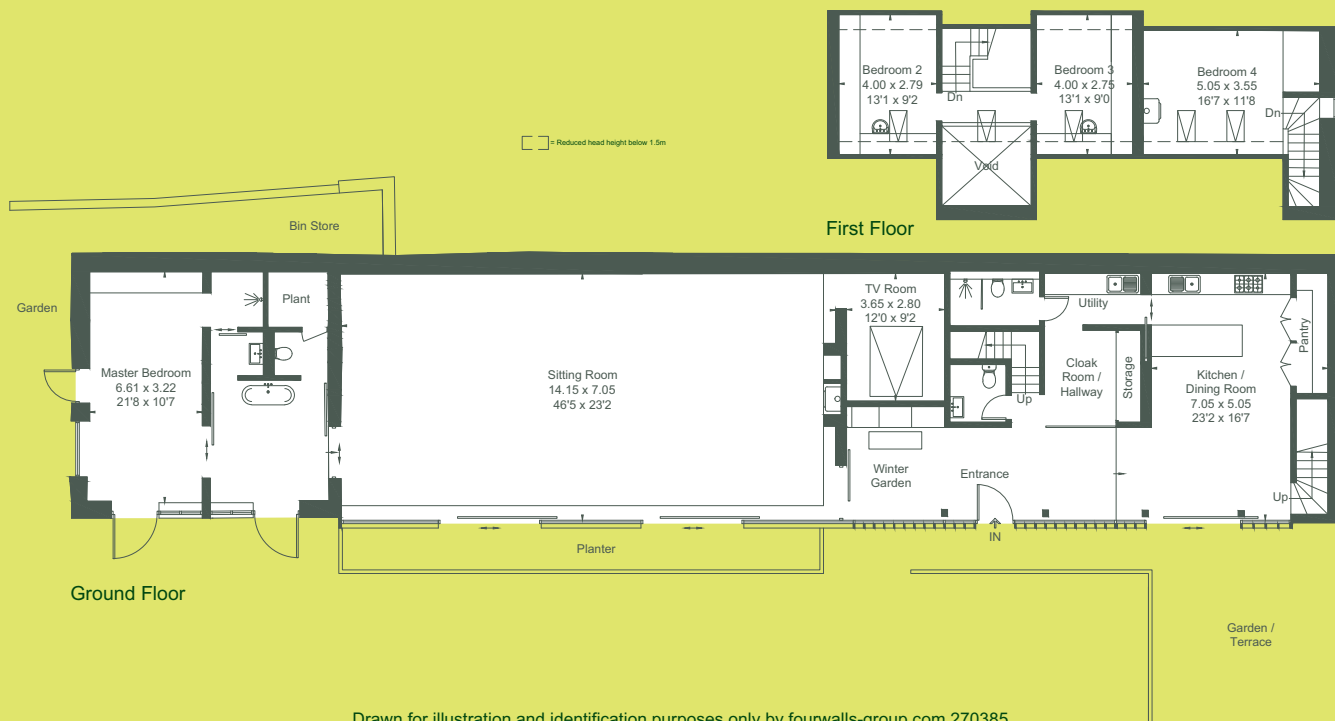 Bedroom 2
4.00 x 2.79
13'1 x 9'2
Dn
Bedroom 3
4.00 x 2.75
13'1 x 9'0
Bedroom 4
5.05 x 3.55
16'7 x 11'8
Dn
Void
= Reduced head height below 1.5m
First Floor
Bin Store
Garden
Master Bedroom
6.61 x 3.22
21'8 x 10'7
Plant
Sitting Room
14.15 x 7.05
46'5 x 23'2
TV Room
3.65 x 2.80
12'0 x 9'2
Utility
Cloak
Room /
Hallway
Storage
Up
Kitchen /
Dining Room
7.05 x 5.05
23'2 x 16'7
Pantry
Up
Winter
Garden
Entrance
IN
Planter
Ground Floor
Garden /
Terrace
Drawn for illustration and identification purposes only by fourwalls-group.com 270385